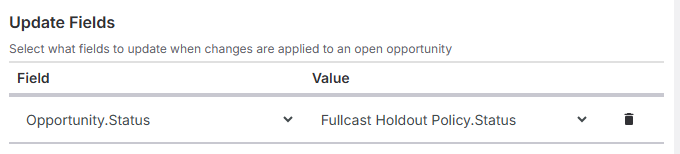 Update Fields
Select what fields to update when changes are applied to an open opportunity
Field Value
Opportunity.Status Fullcast Holdout Policy.Status